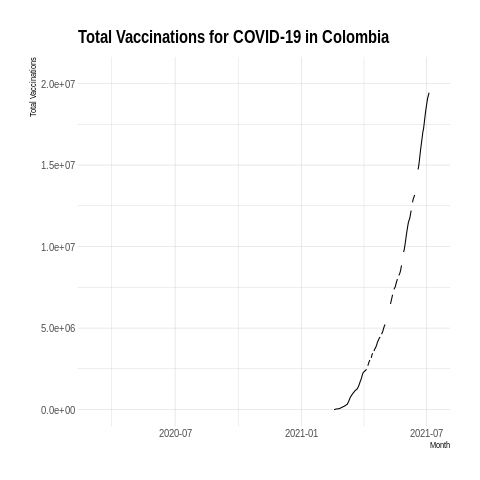 Total Vaccinations for COVID-19 in Colombia
Total Vaccinations
2.0e+07
1.5e+07
1.0e+07
5.0e+06
0.0e+00
2020-07
2021-01
2021-07
Month